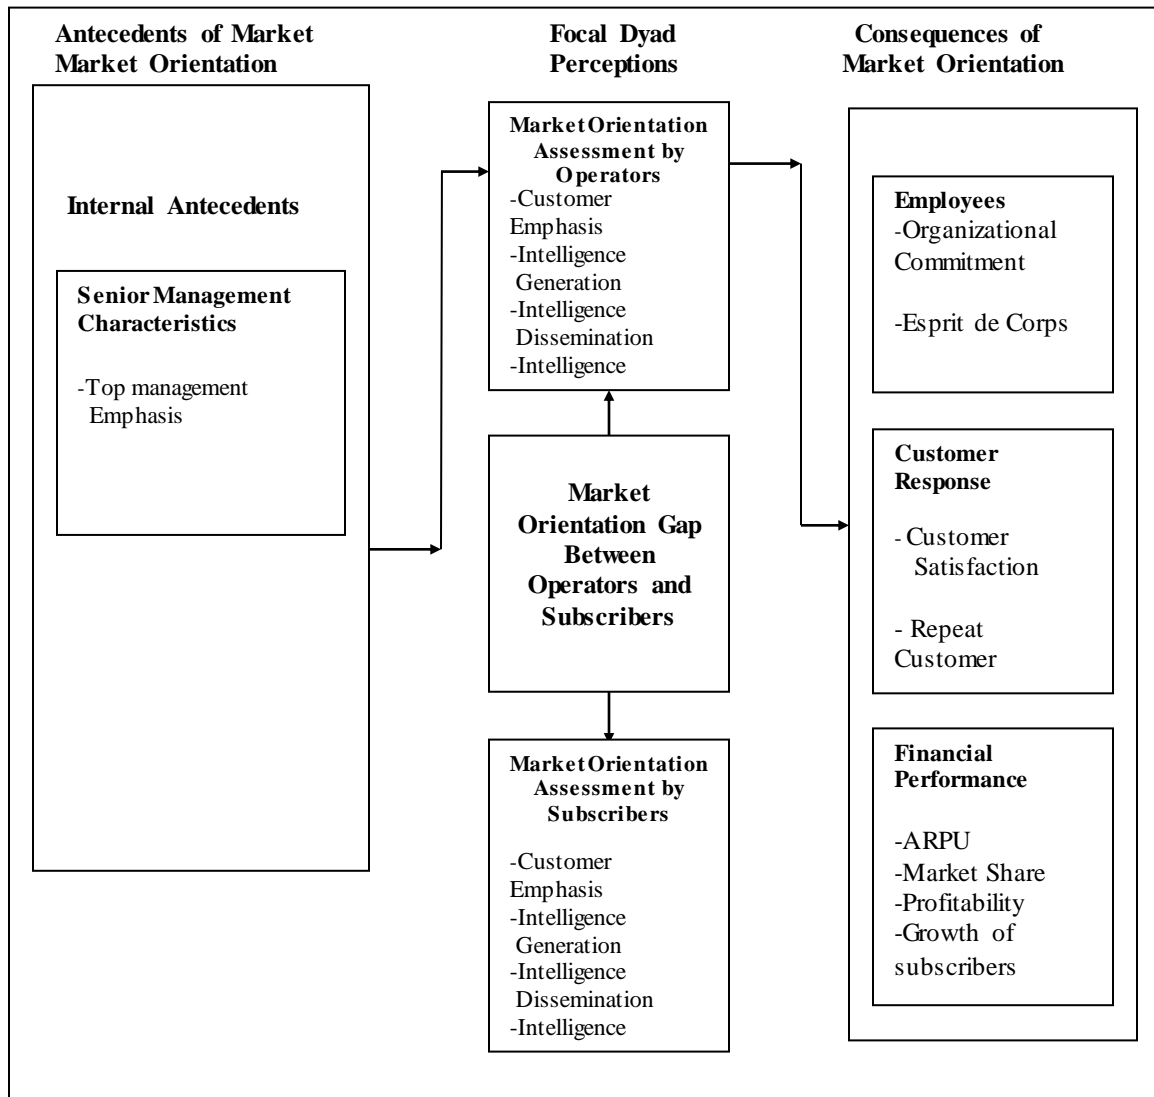 Antecedents of Market
Market Orientation
Internal Antecedents
Senior Management
Characteristics
-Top management
Emphasis
Focal Dyad
Perceptions
Market Orientation
Assessment by
Operators
-Customer
Emphasis
-Intelligence
Generation
-Intelligence
Dissemination
-Intelligence
Market
Orientation Gap
Between
Operators and
Subscribers
Market Orientation
Assessment by
Subscribers
-Customer
Emphasis
-Intelligence
Generation
-Intelligence
Dissemination
-Intelligence
Consequences of
Market Orientation
Employees
-Organizational
Commitment
-Esprit de Corps
Customer
Response
- Customer
Satisfaction
- Repeat
Customer
Financial
Performance
-ARPU
-Market Share
-Profitability
-Growth of
subscribers